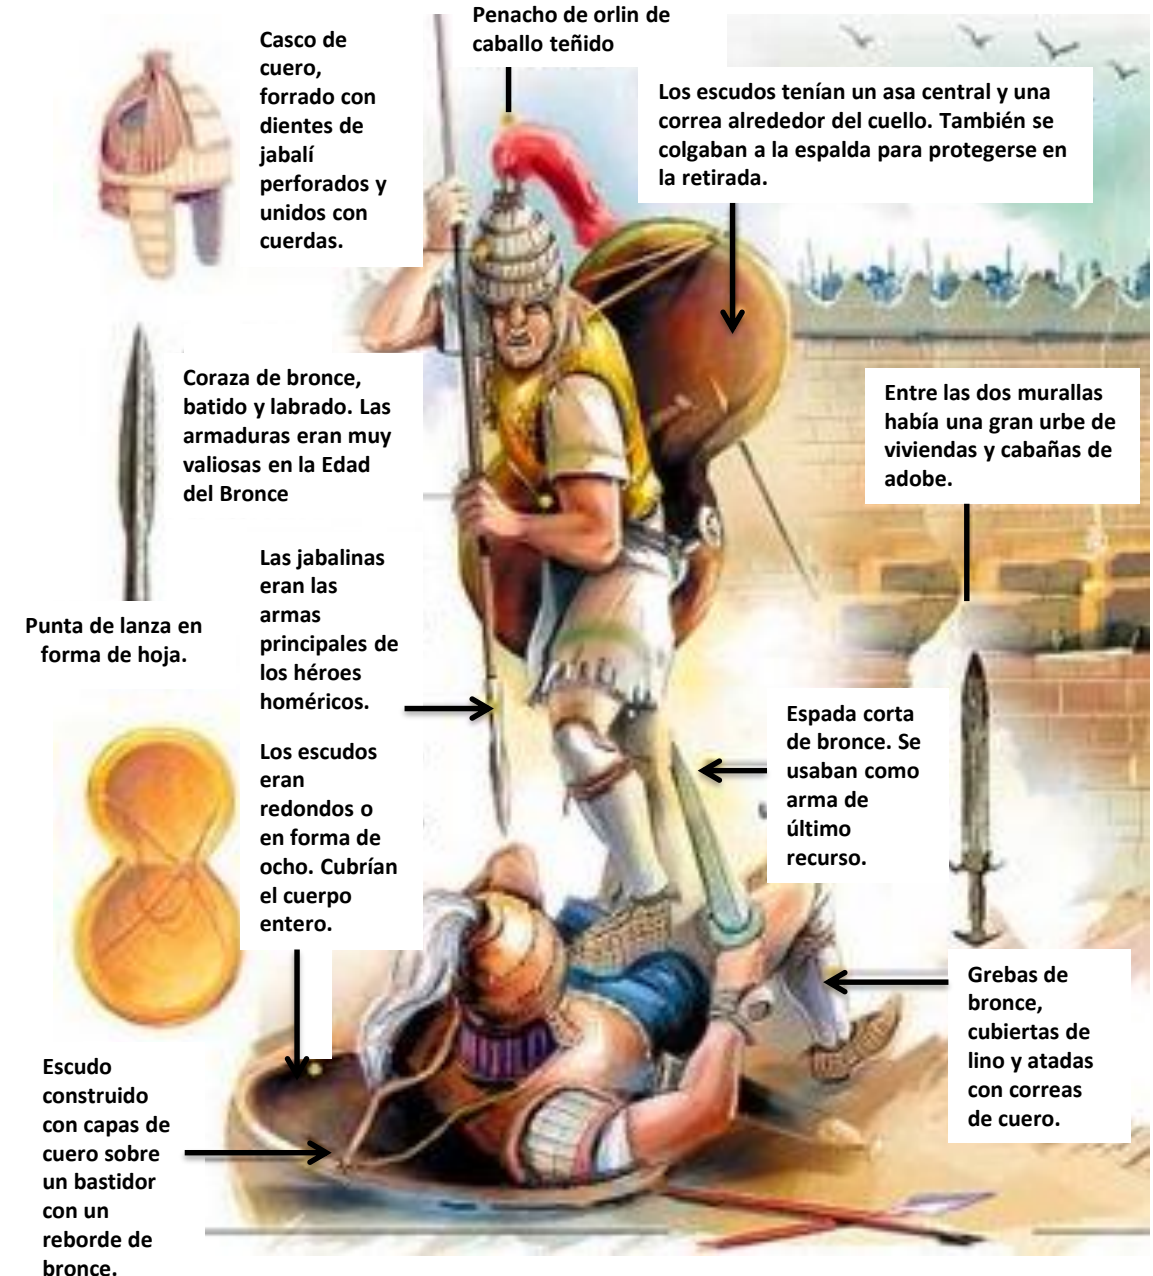 Penacho de orlin de
caballo teñido
Casco de
cuero,
forrado con
dientes de
jabalí
perforados y
unidos con
cuerdas.
Los escudos tenían un asa central y una
correa alrededor del cuello. También se
colgaban a la espalda para protegerse en
la retirada.
Coraza de bronce,
batido y labrado. Las
armaduras eran muy
valiosas en la Edad
del Bronce
Entre las dos murallas
había una gran urbe de
viviendas y cabañas de
adobe.
Las jabalinas
eran las
armas
principales de
los héroes
homéricos.
Punta de lanza en
forma de hoja.
Espada corta
de bronce. Se
usaban como
arma de
último
recurso.
Los escudos
eran
redondos o
en forma de
ocho. Cubrían
el cuerpo
entero.
Grebas de
bronce,
cubiertas de
lino y atadas
con correas
de cuero.
Escudo
construido
con capas de
cuero sobre
un bastidor
con un
reborde de
bronce.